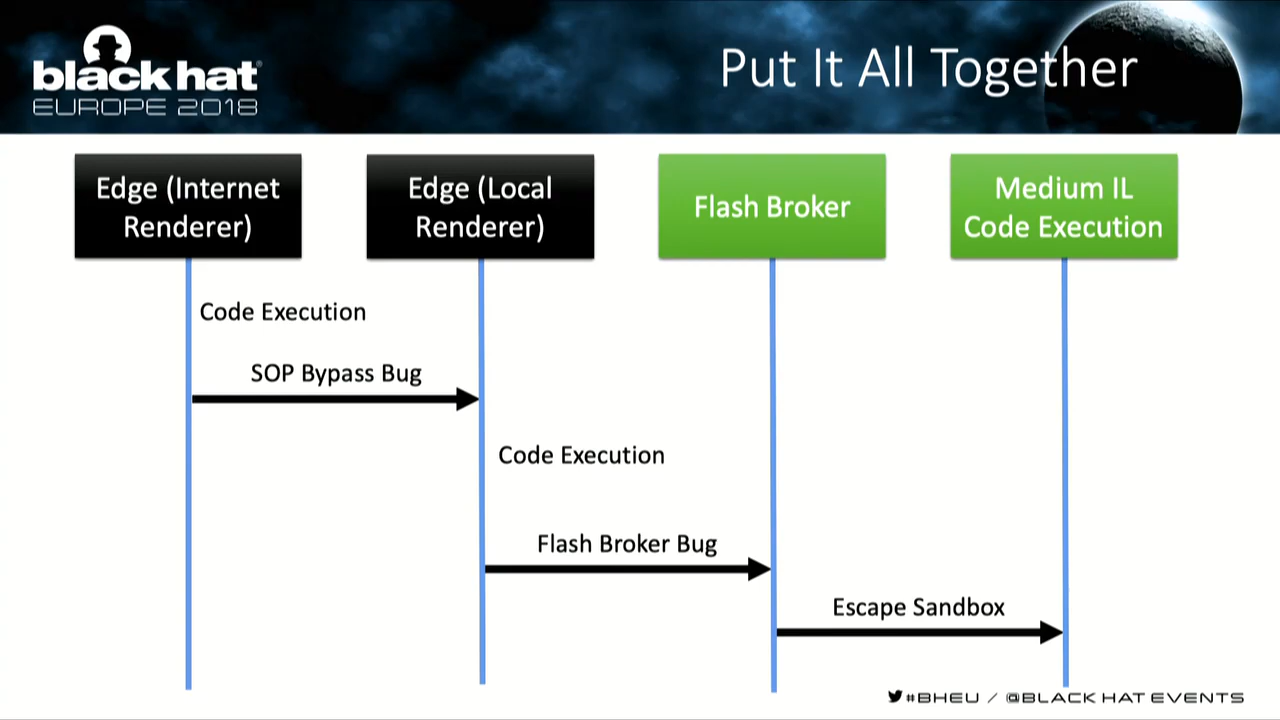 black hat
EUROPE 2018
Put It All Together
Edge (Internet
Renderer)
Edge (Local
Renderer)
Flash Broker
Medium IL
Code Execution
Code Execution
SOP Bypass Bug
Code Execution
Flash Broker Bug
Escape Sandbox
#BHEU / @BLACK HAT EVENTS